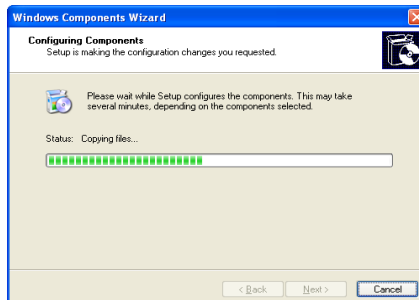 Windows Components Wizard
Configuring Components
Setup is making the configuration changes you requested.
Please wait while Setup configures the components. This may take
several minutes, depending on the components selected.
Status: Copying files...
< Back Next > Cancel